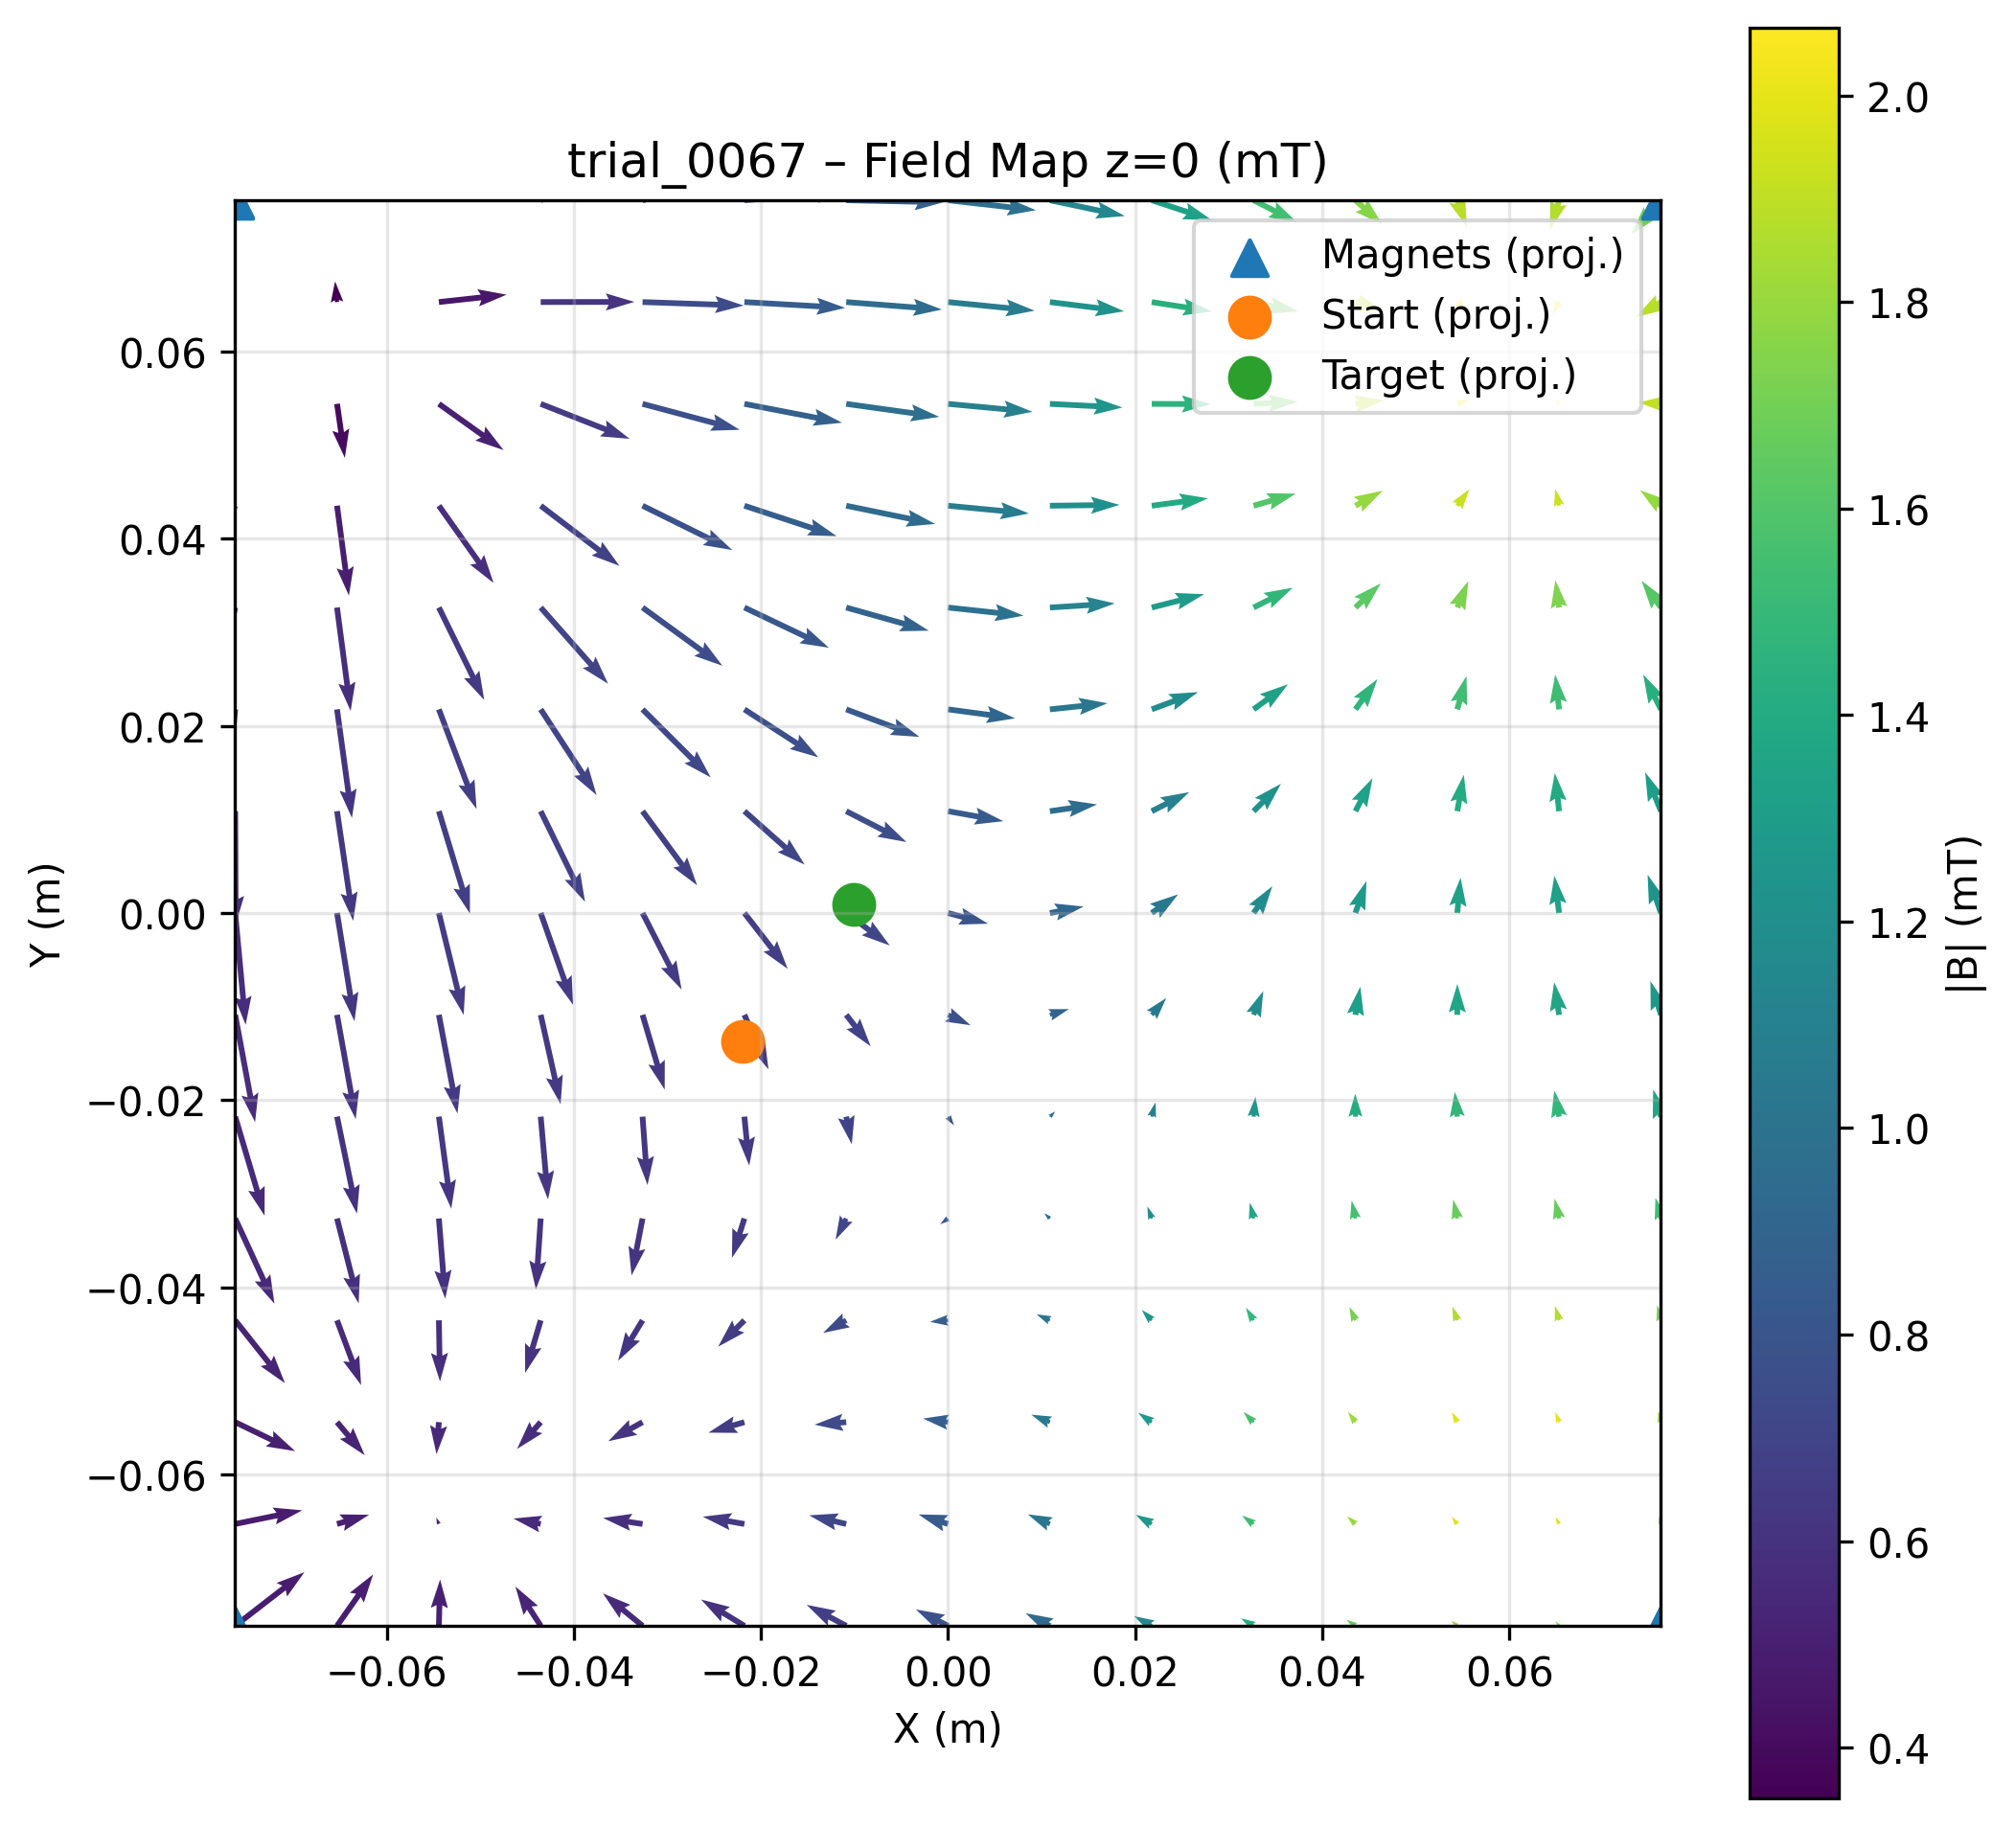 trial_0067 – Field Map z=0 (mT)
Magnets (proj.)
Start (proj.)
Target (proj.)
0.06
0.04
0.02
0.00
−0.02
−0.04
−0.06
Y (m)
−0.06 −0.04 −0.02 0.00 0.02 0.04 0.06
X (m)
2.0
1.8
1.6
1.4
1.2
1.0
0.8
0.6
0.4
|B| (mT)